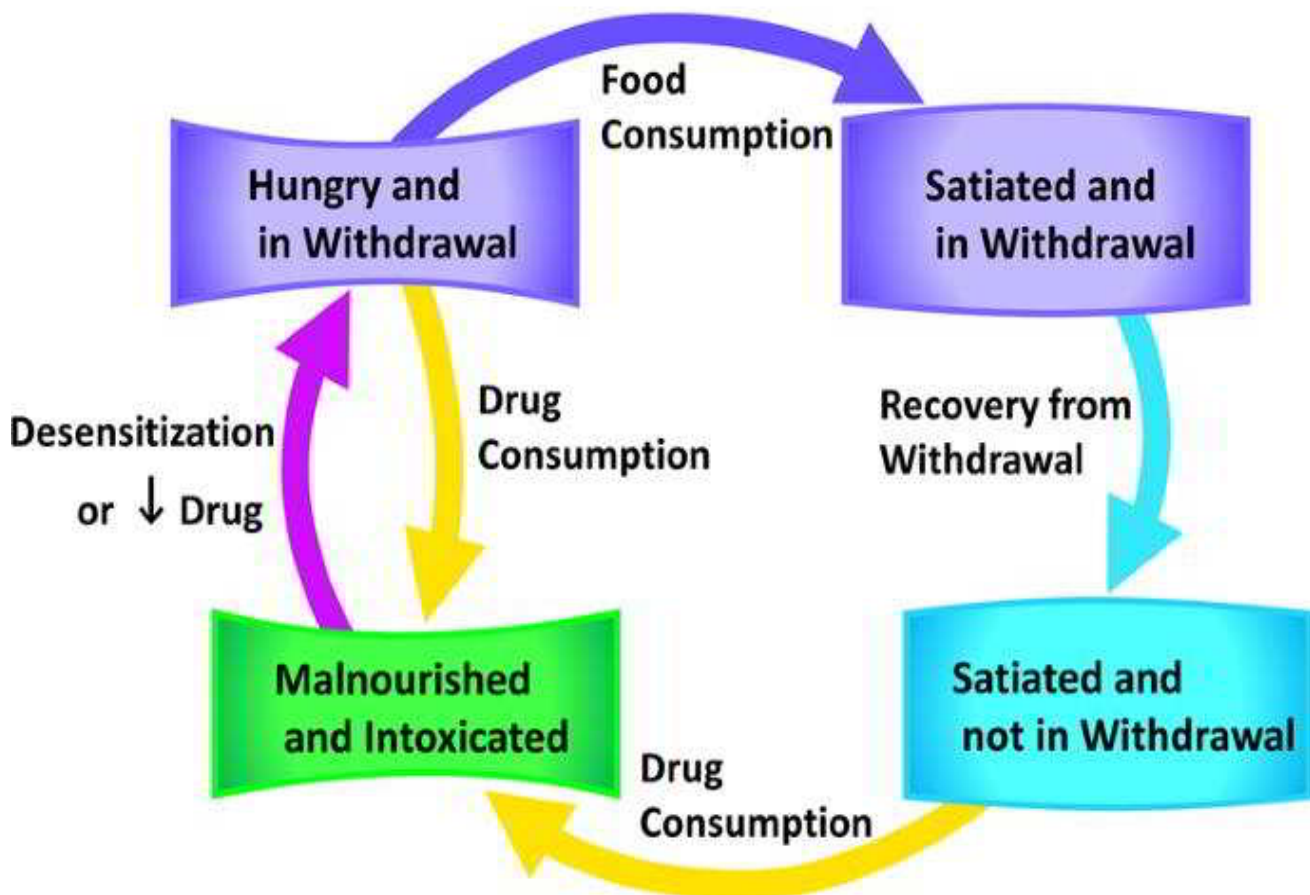 Food
Consumption
Hungry and
in Withdrawal
Satiated and
in Withdrawal
Drug
Consumption
Recovery from
Withdrawal
Desensitization
or ↓ Drug
Malnourished
and Intoxicated
Satiated and
not in Withdrawal
Drug
Consumption